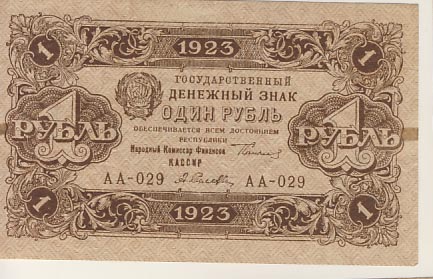 1 1923 1
ГОСУДАРСТВЕННЫЙ
ДЕНЕЖНЫЙ ЗНАК
ОДИН РУБЛЬ
1 РУБЛЬ
1 РУБЛЬ
ОБЕСПЕЧИВАЕТСЯ ВСЕМ ДОСТОЯНИЕМ
РЕСПУБЛИКИ
Народный Комиссар Финансов
КАССИР
АА-029 АА-029
1 1923 1